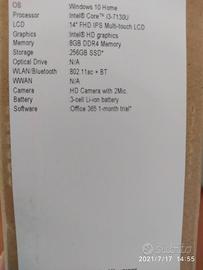 OS Windows 10 Home
Processor Intel® Core™ i3-7130U
LCD 14" FHD IPS Multi-touch LCD
Graphics Intel® HD graphics
Memory 8GB DDR4 Memory
Storage 256GB SSD*
Optical Drive N/A
WLAN/Bluetooth 802.11ac + BT
WWAN N/A
Camera HD Camera with 2Mic.
Battery 3-cell Li-ion battery
Software Office 365 1-month trial*
subito
2021/7/17 16:55